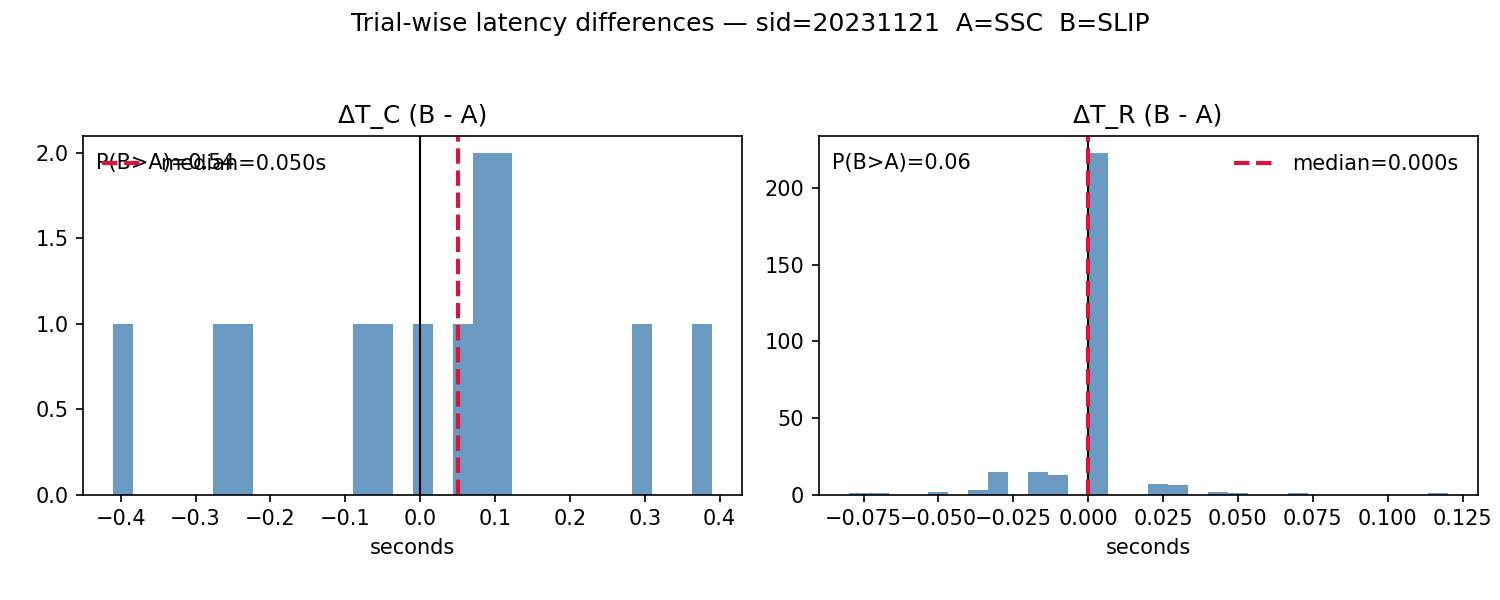 Trial-wise latency differences — sid=20231121  A=SSC  B=SLIP
ΔT_C (B - A)
P(B>A)=0.54
median=0.050s
2.0
1.5
1.0
0.5
0.0
−0.4 −0.3 −0.2 −0.1 0.0 0.1 0.2 0.3 0.4
seconds
ΔT_R (B - A)
P(B>A)=0.06
median=0.000s
200
150
100
50
0
−0.075 −0.050 −0.025 0.000 0.025 0.050 0.075 0.100 0.125
seconds